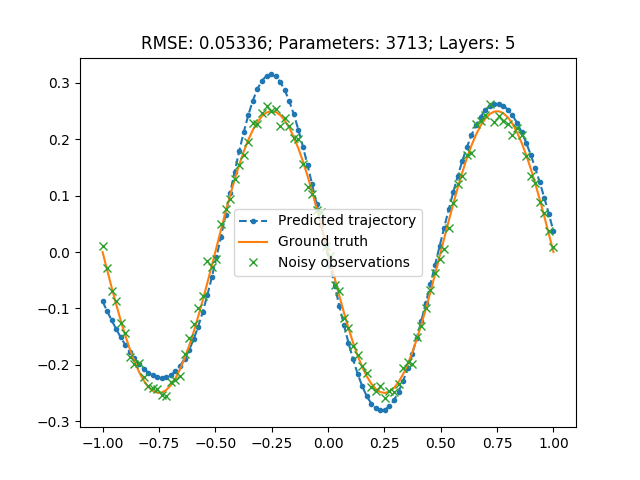 RMSE: 0.05336; Parameters: 3713; Layers: 5
0.3
0.2
0.1
0.0
−0.1
−0.2
−0.3
Predicted trajectory
Ground truth
Noisy observations
−1.00 −0.75 −0.50 −0.25 0.00 0.25 0.50 0.75 1.00